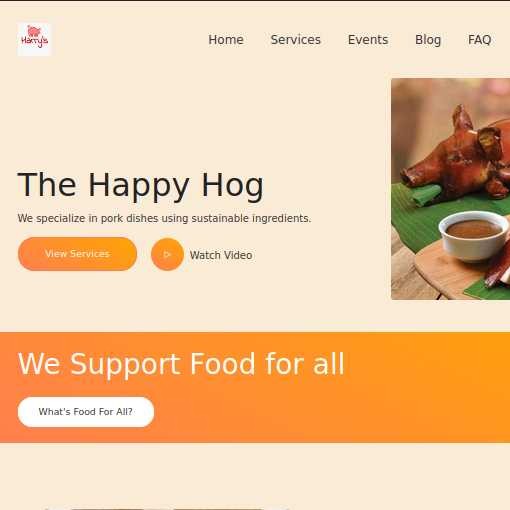 Harry's
Home Services Events Blog FAQ
The Happy Hog
We specialize in pork dishes using sustainable ingredients.
View Services Watch Video
We Support Food for all
What's Food For All?